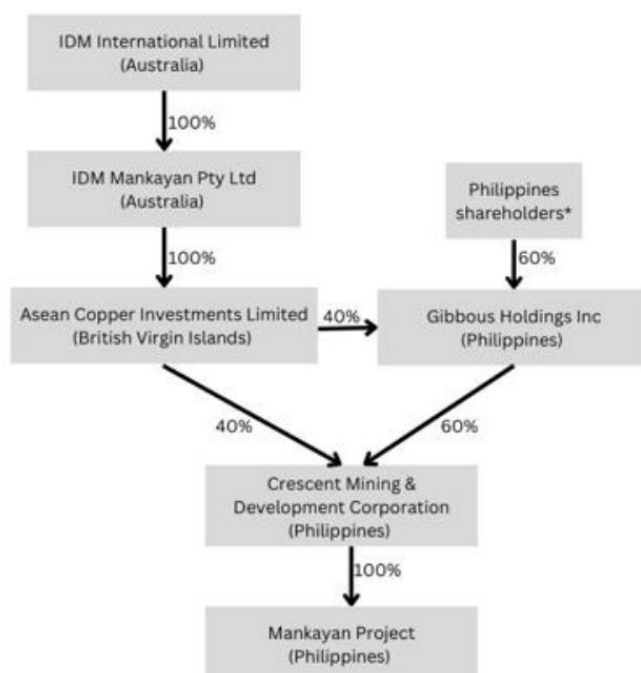 IDM International Limited
(Australia)
100%
IDM Mankayan Pty Ltd
(Australia)
Philippines
shareholders*
100%
60%
Asean Copper Investments Limited
(British Virgin Islands)
40%
Gibbous Holdings Inc
(Philippines)
40%
60%
Crescent Mining &
Development Corporation
(Philippines)
100%
Mankayan Project
(Philippines)